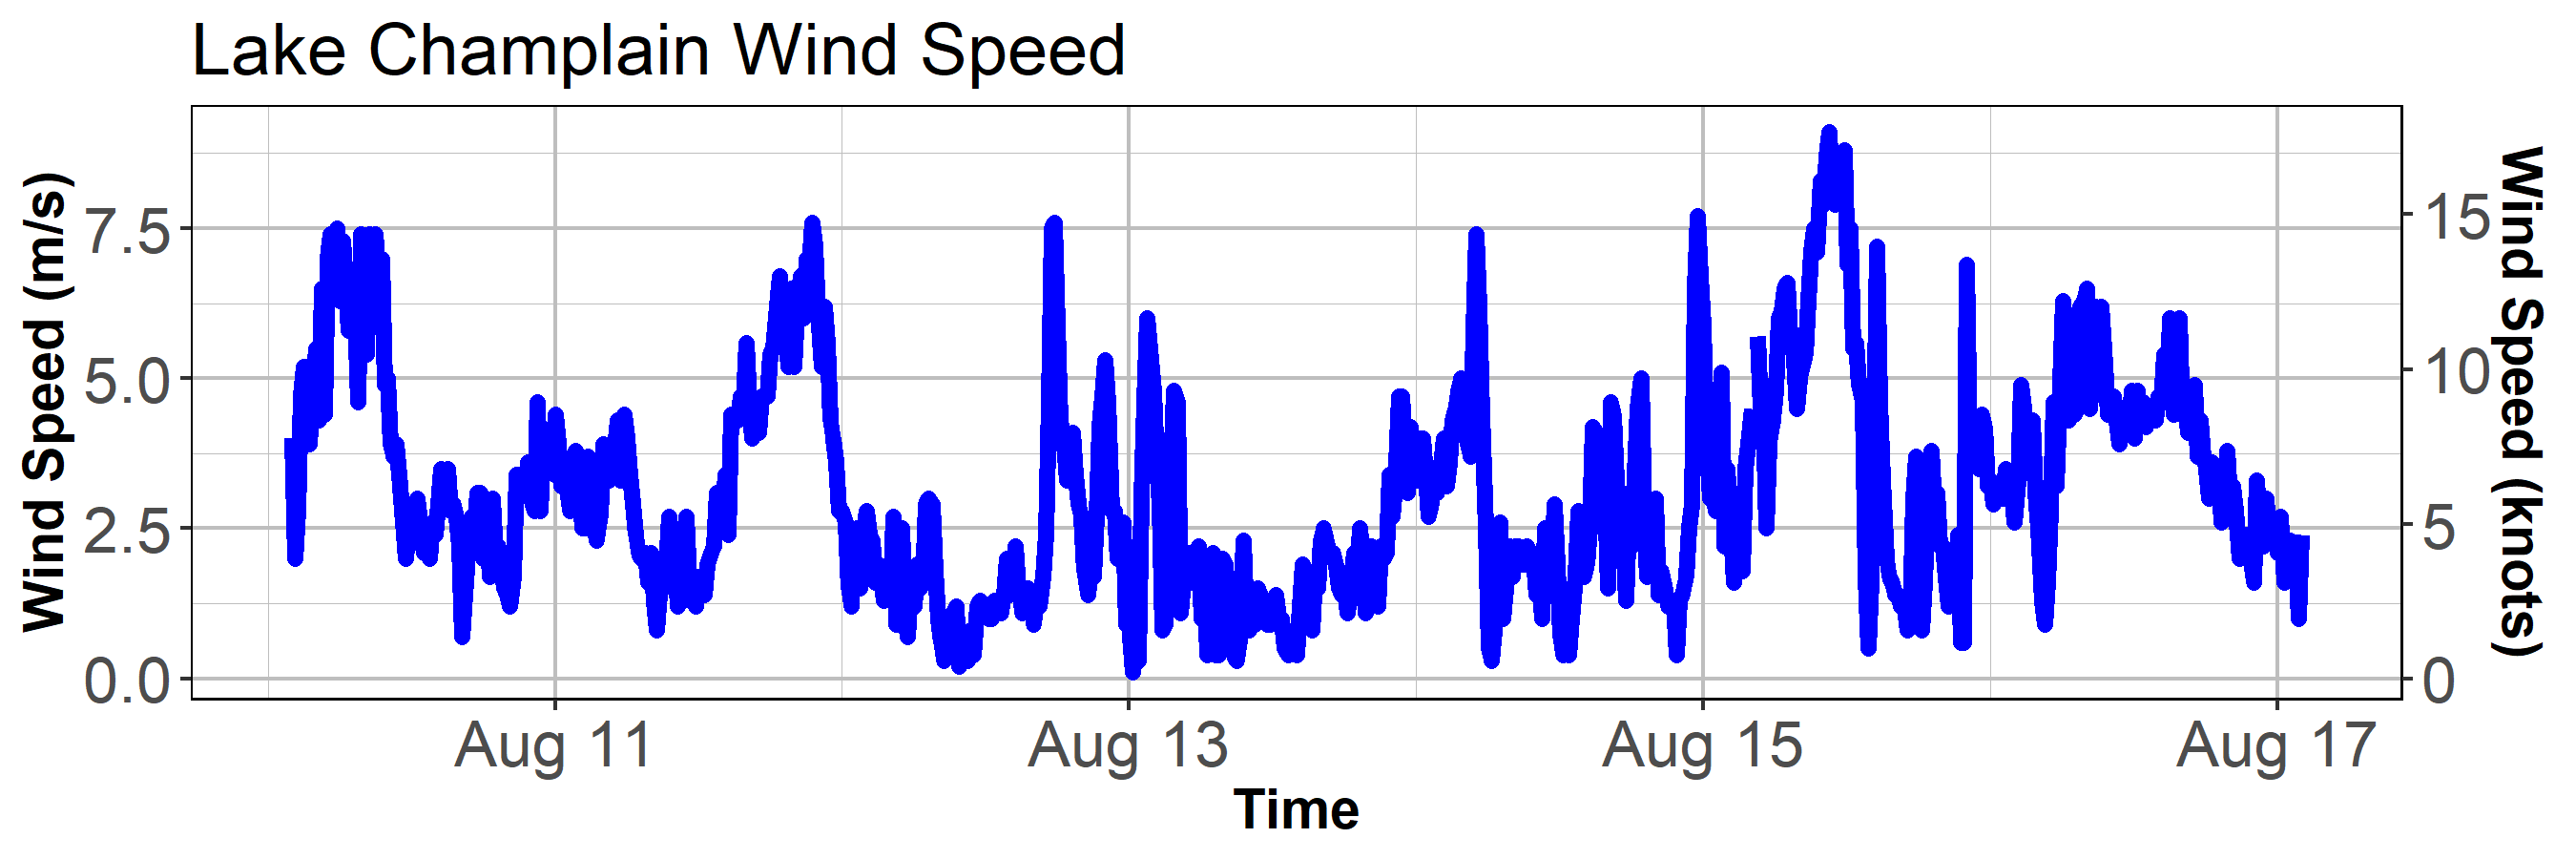 Lake Champlain Wind Speed
Wind Speed (m/s)
7.5
5.0
2.5
0.0
15
10
5
0
Wind Speed (knots)
Aug 11 Aug 13 Aug 15 Aug 17
Time